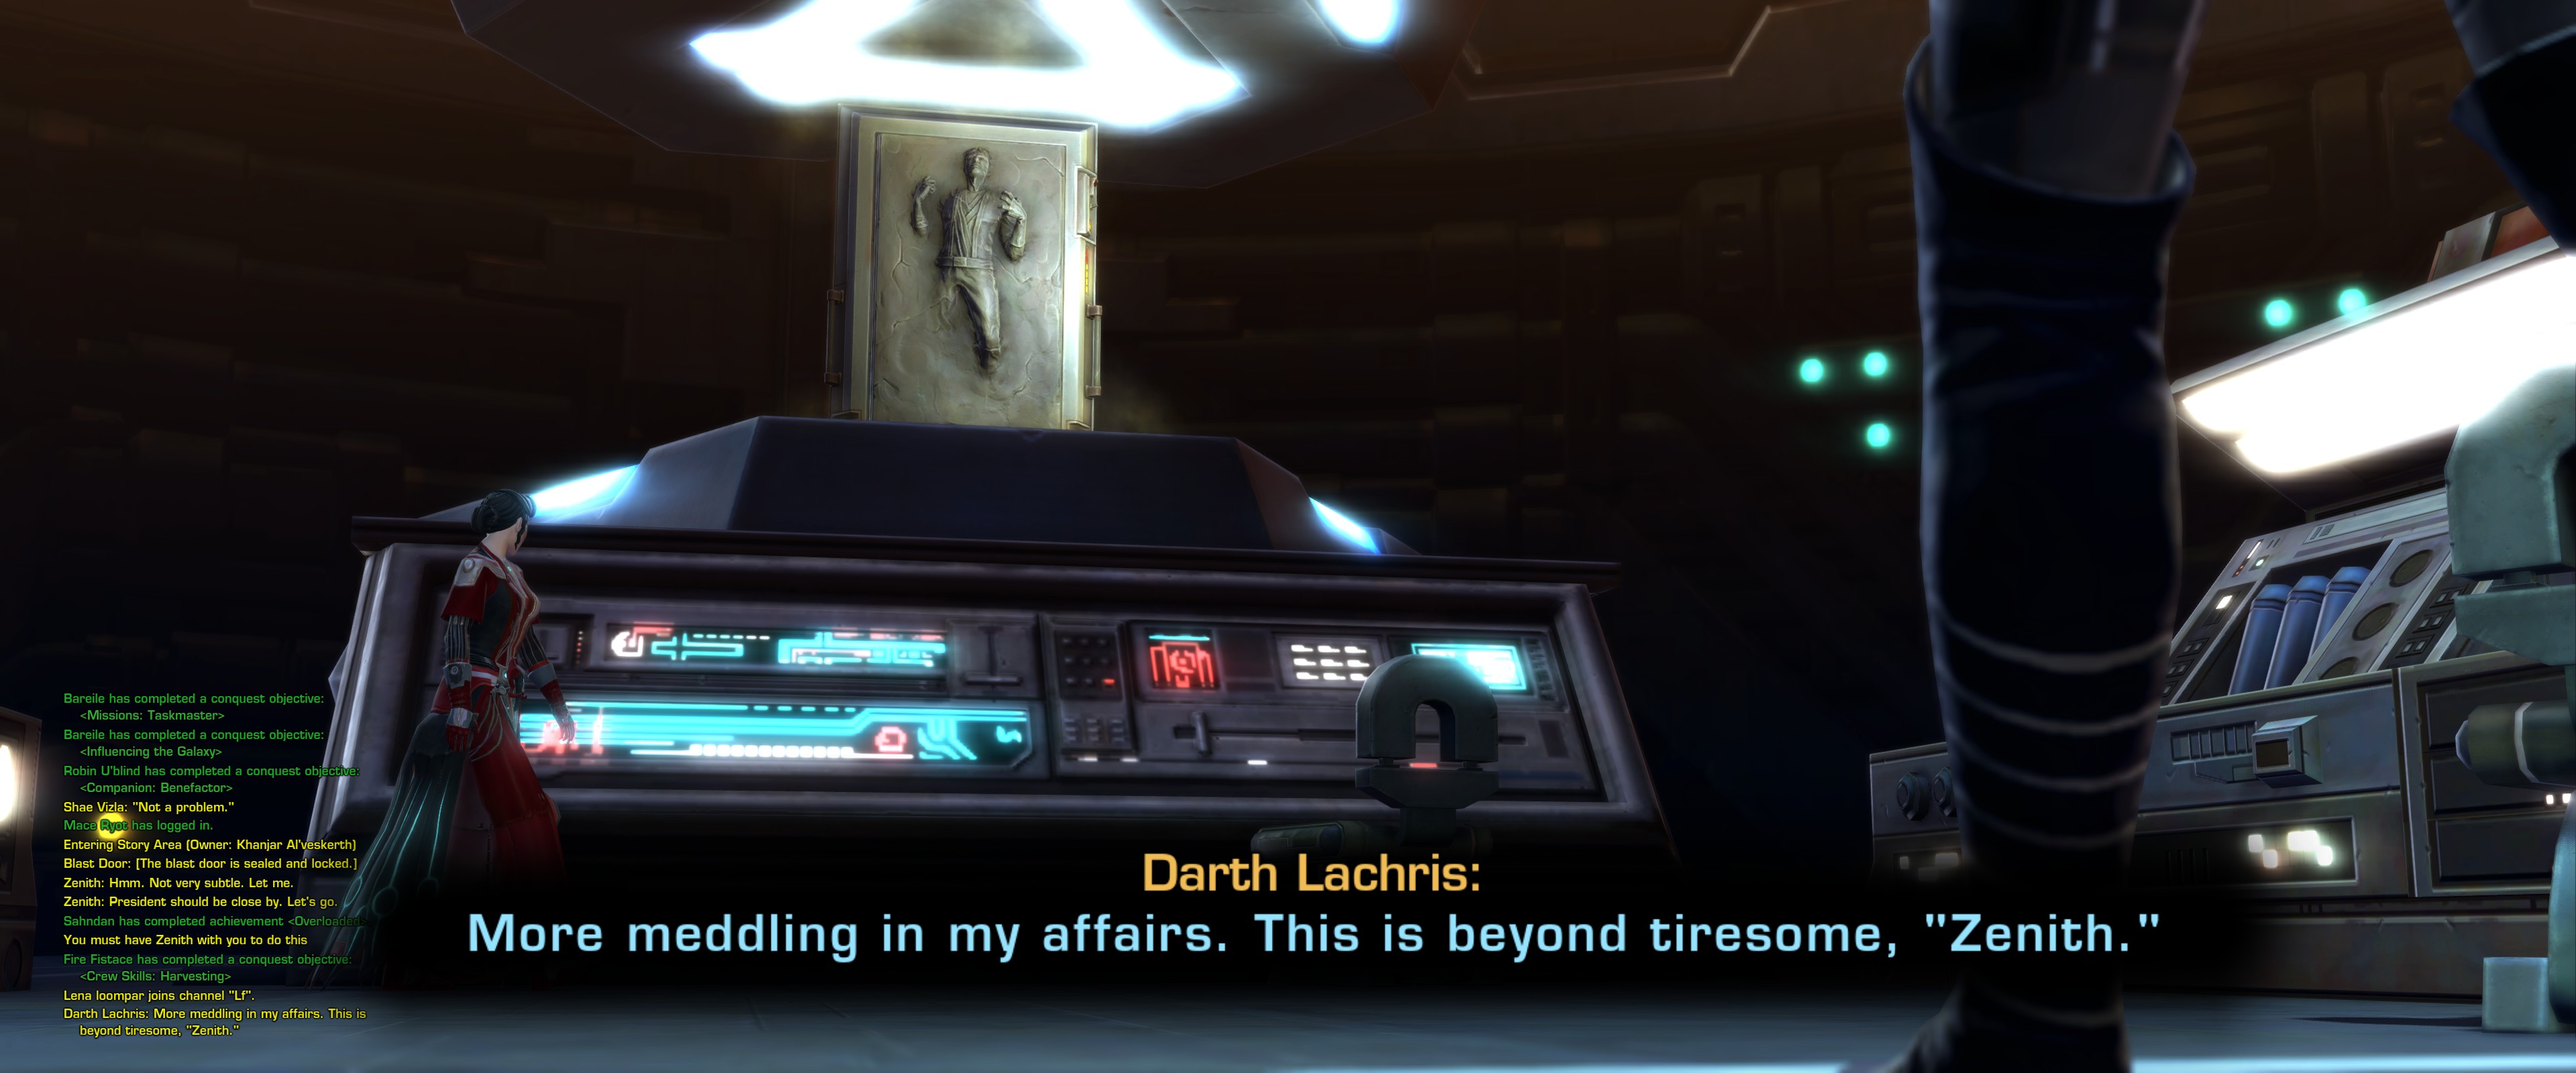 Bareile has completed a conquest objective:
<Missions: Taskmaster>
Bareile has completed a conquest objective:
<Influencing the Galaxy>
Robin U'blind has completed a conquest objective:
<Companion: Benefactor>
Shae Vizla: "Not a problem."
Mace Ryot has logged in.
Entering Story Area (Owner: Khanjar Al'veskerth)
Blast Door: [The blast door is sealed and locked.]
Zenith: Hmm. Not very subtle. Let me.
Zenith: President should be close by. Let's go.
Sahndan has completed achievement <Overloaded>
You must have Zenith with you to do this
Fire Fistace has completed a conquest objective:
<Crew Skills: Harvesting>
Lena loompar joins channel "Lf".
Darth Lachris: More meddling in my affairs. This is
beyond tiresome, "Zenith."
Darth Lachris:
More meddling in my affairs. This is beyond tiresome, "Zenith."